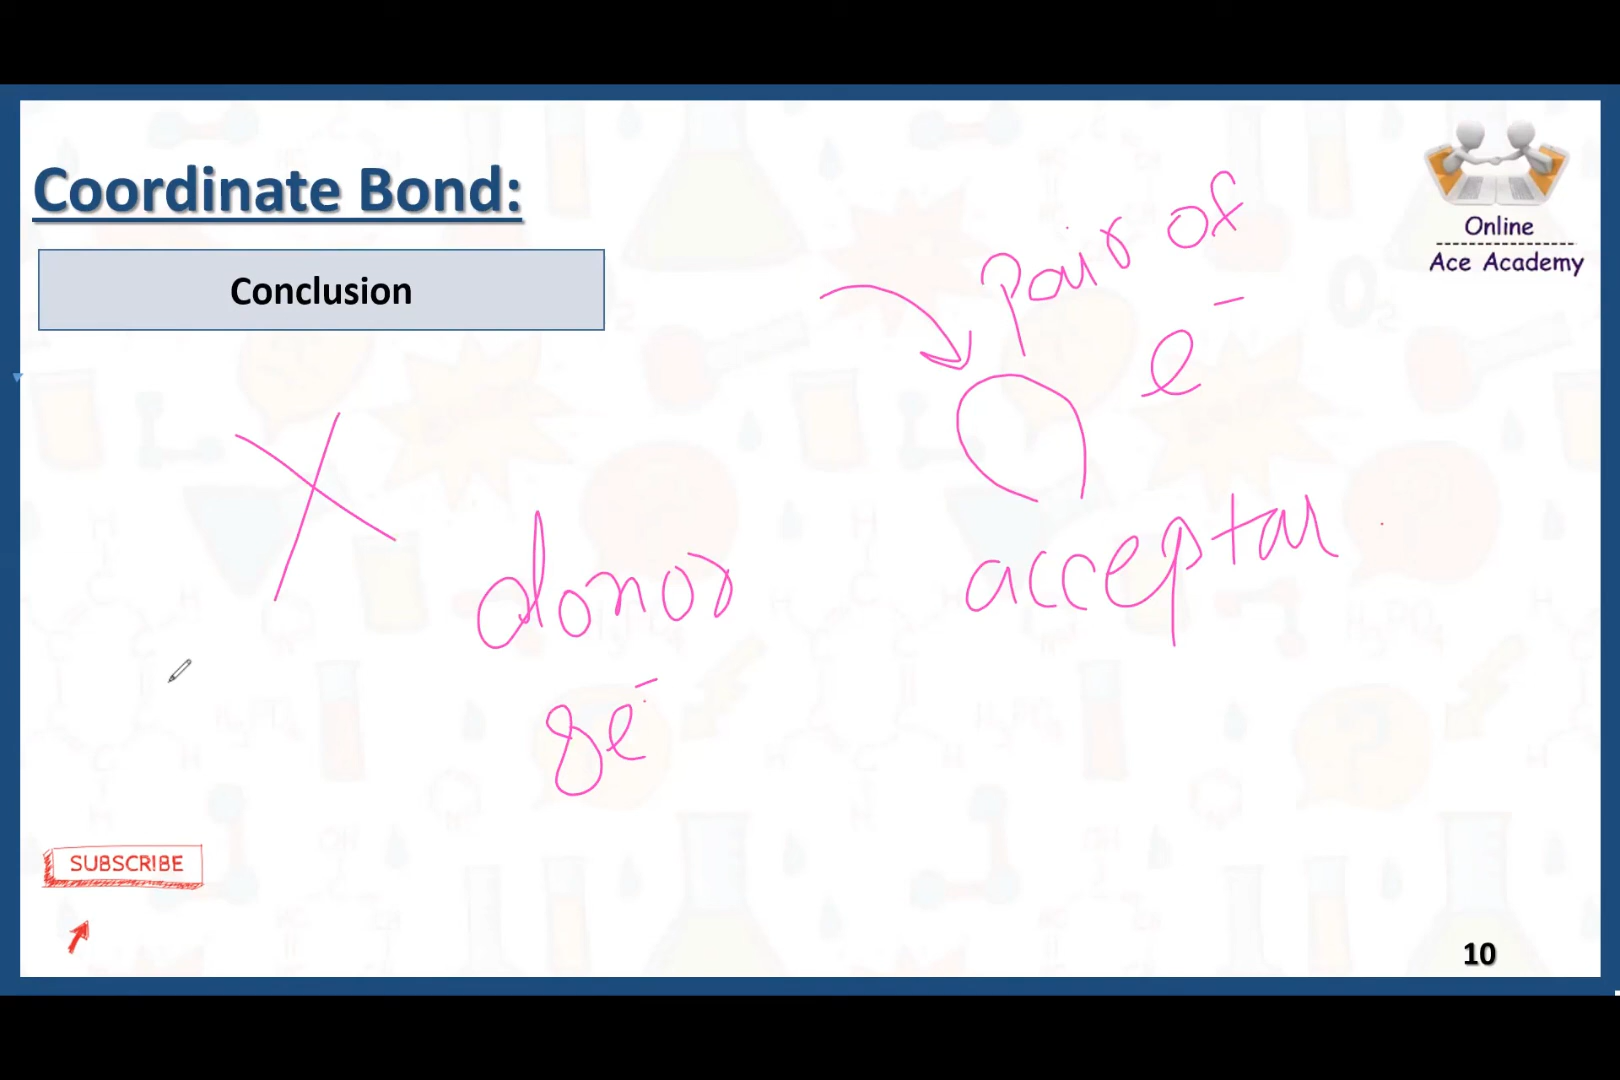 Coordinate Bond:
Conclusion
Online
Ace Academy
Pair of
e⁻
donor
acceptar
8e⁻
SUBSCRIBE
10